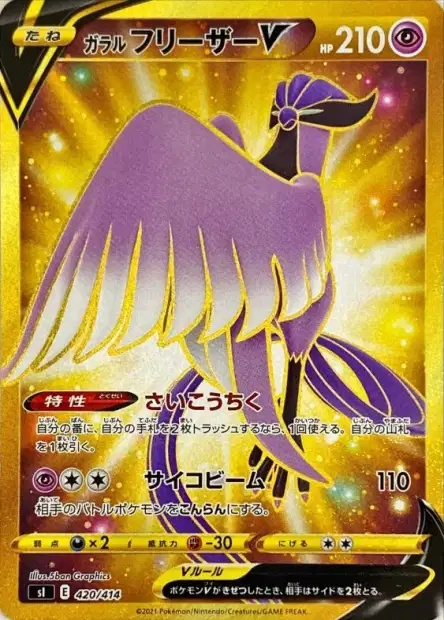 たね ガラル フリーザーV HP 210
特性 とくせい さいこうちく
自分の番に、自分の手札を2枚トラッシュするなら、1回使える。自分の山札
を1枚引く。
サイコビーム 110
相手のバトルポケモンをこんらんにする。
弱点 ×2 抵抗力 -30 にげる
Illus.5ban Graphics
sI E 420/414
Vルール
ポケモンVがきぜつしたとき、相手はサイドを2枚とる。
©2021 Pokémon/Nintendo/Creatures/GAME FREAK.